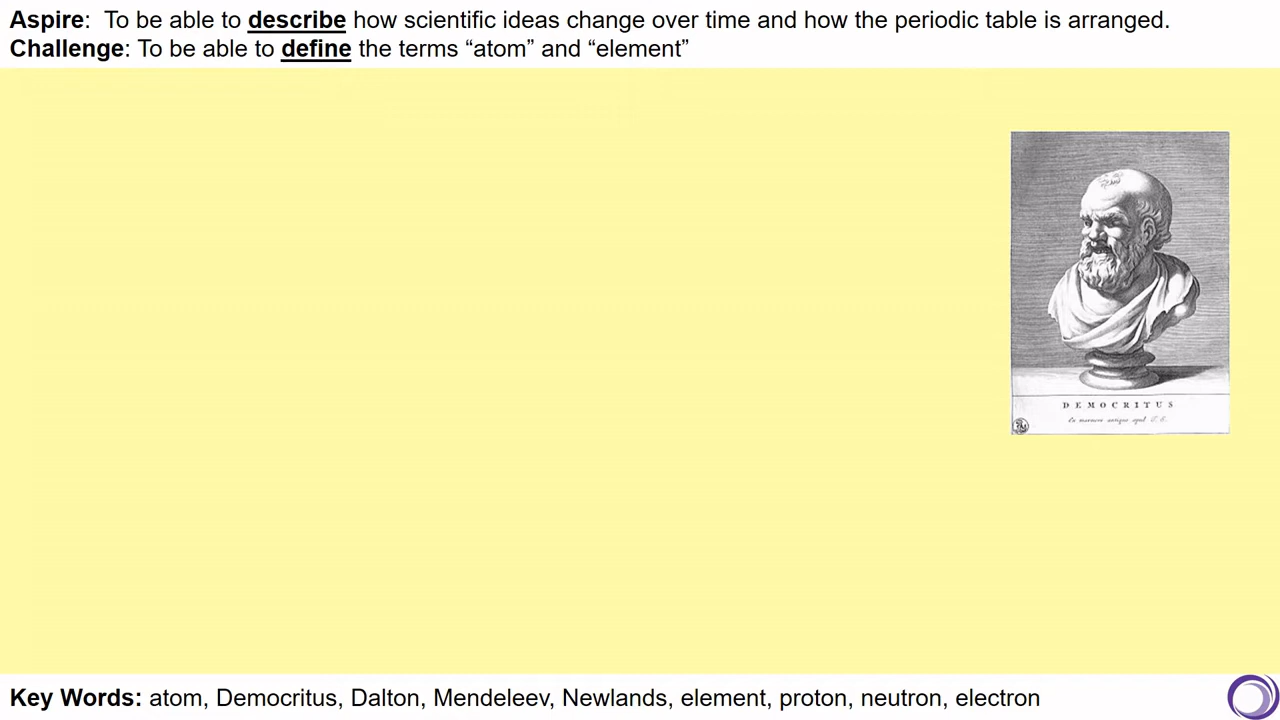 Aspire:  To be able to describe how scientific ideas change over time and how the periodic table is arranged.
Challenge: To be able to define the terms “atom” and “element”
DEMOCRITUS
Key Words: atom, Democritus, Dalton, Mendeleev, Newlands, element, proton, neutron, electron